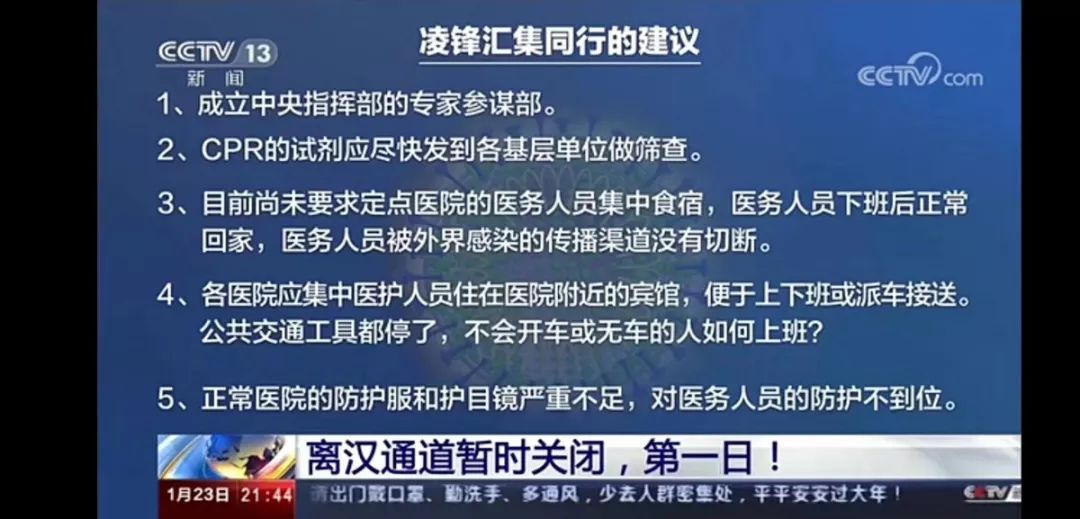 凌锋汇集同行的建议
CCTV 13
新闻
CCTV.com
1、成立中央指挥部的专家参谋部。
2、CPR的试剂应尽快发到各基层单位做筛查。
3、目前尚未要求定点医院的医务人员集中食宿，医务人员下班后正常
回家，医务人员被外界感染的传播渠道没有切断。
4、各医院应集中医护人员住在医院附近的宾馆，便于上下班或派车接送。
公共交通工具都停了，不会开车或无车的人如何上班?
5、正常医院的防护服和护目镜严重不足，对医务人员的防护不到位。
离汉通道暂时关闭，第一日！
1月23日 21:44 请出门戴口罩、勤洗手、多通风，少去人群密集处，平平安安过大年！ CCTV